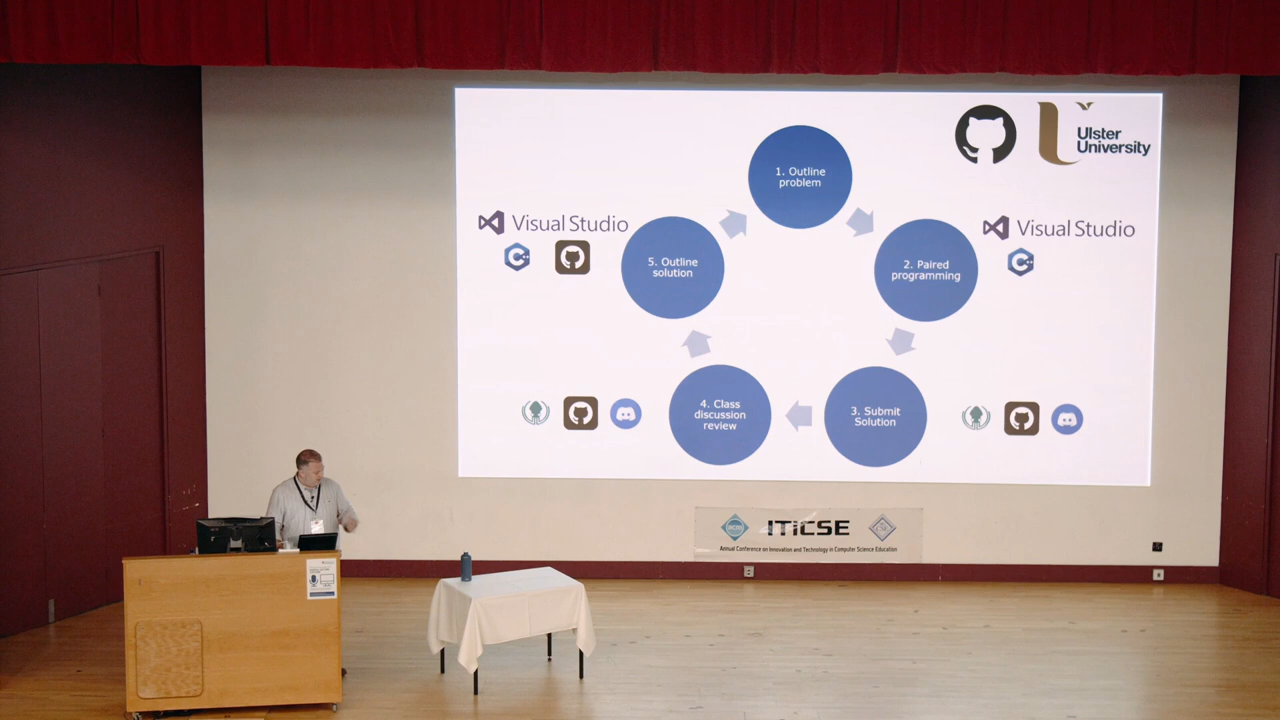 1. Outline
problem
Ulster
University
Visual Studio
C++
5. Outline
solution
2. Paired
programming
Visual Studio
C++
4. Class
discussion
review
3. Submit
Solution
ITiCSE
Annual Conference on Innovation and Technology in Computer Science Education